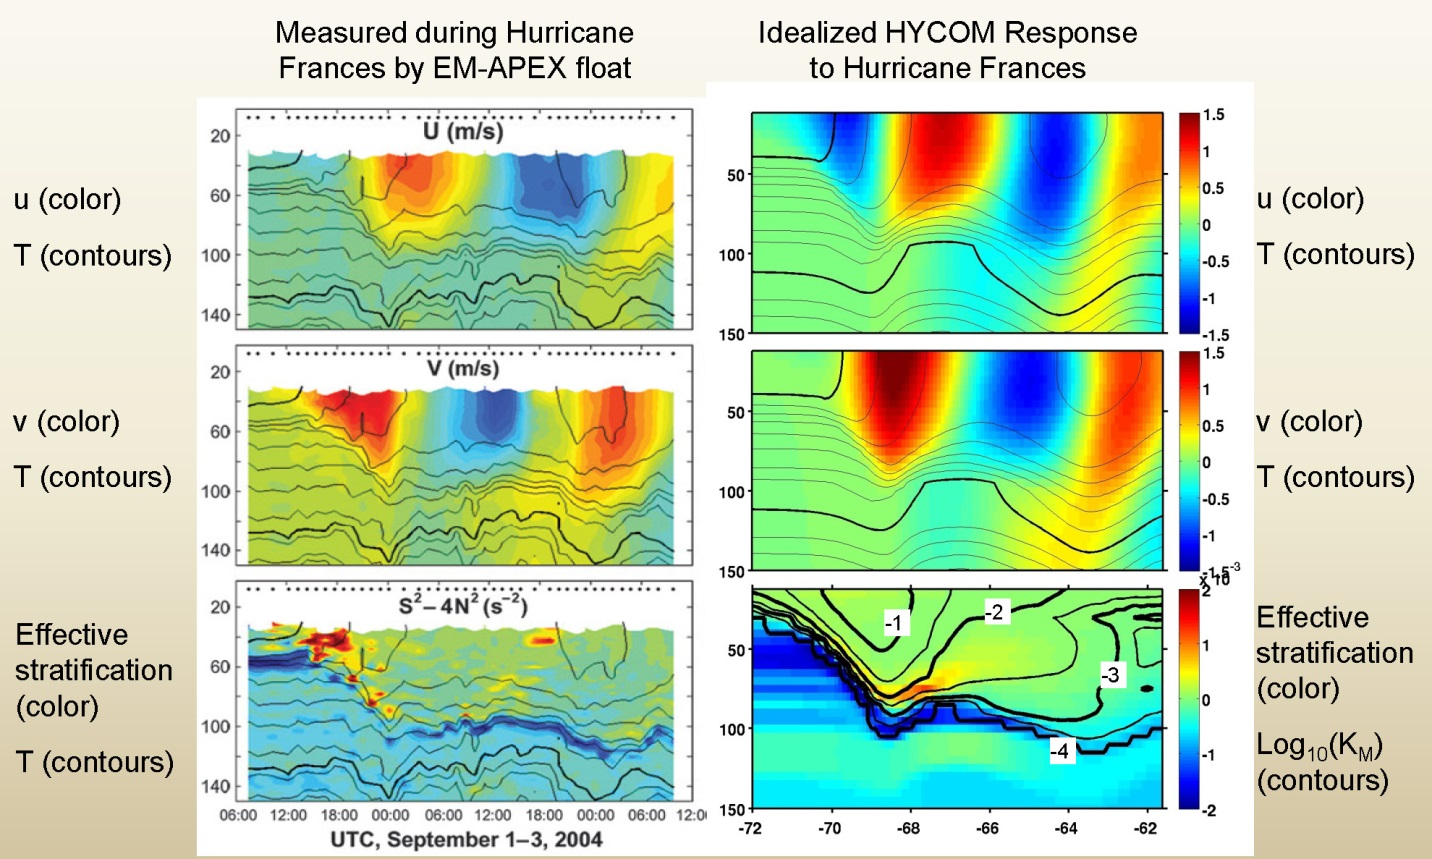 Measured during Hurricane
Frances by EM-APEX float
Idealized HYCOM Response
to Hurricane Frances
u (color)
T (contours)
U (m/s)
20
60
100
140
50
100
150
1.5
1
0.5
0
-0.5
-1
-1.5
u (color)
T (contours)
v (color)
T (contours)
V (m/s)
20
60
100
140
50
100
150
1.5
1
0.5
0
-0.5
-1
-1.5
v (color)
T (contours)
Effective
stratification
(color)
T (contours)
S²– 4N² (s⁻²)
20
60
100
140
06:00 12:00 18:00 00:00 06:00 12:00 18:00 00:00 06:00 12:0
UTC, September 1–3, 2004
-1
-2
-3
-4
50
100
150
-72 -70 -68 -66 -64 -62
x 10⁻³
2
1
1
0
-1
-1
-2
Effective
stratification
(color)
Log₁₀(K_M)
(contours)